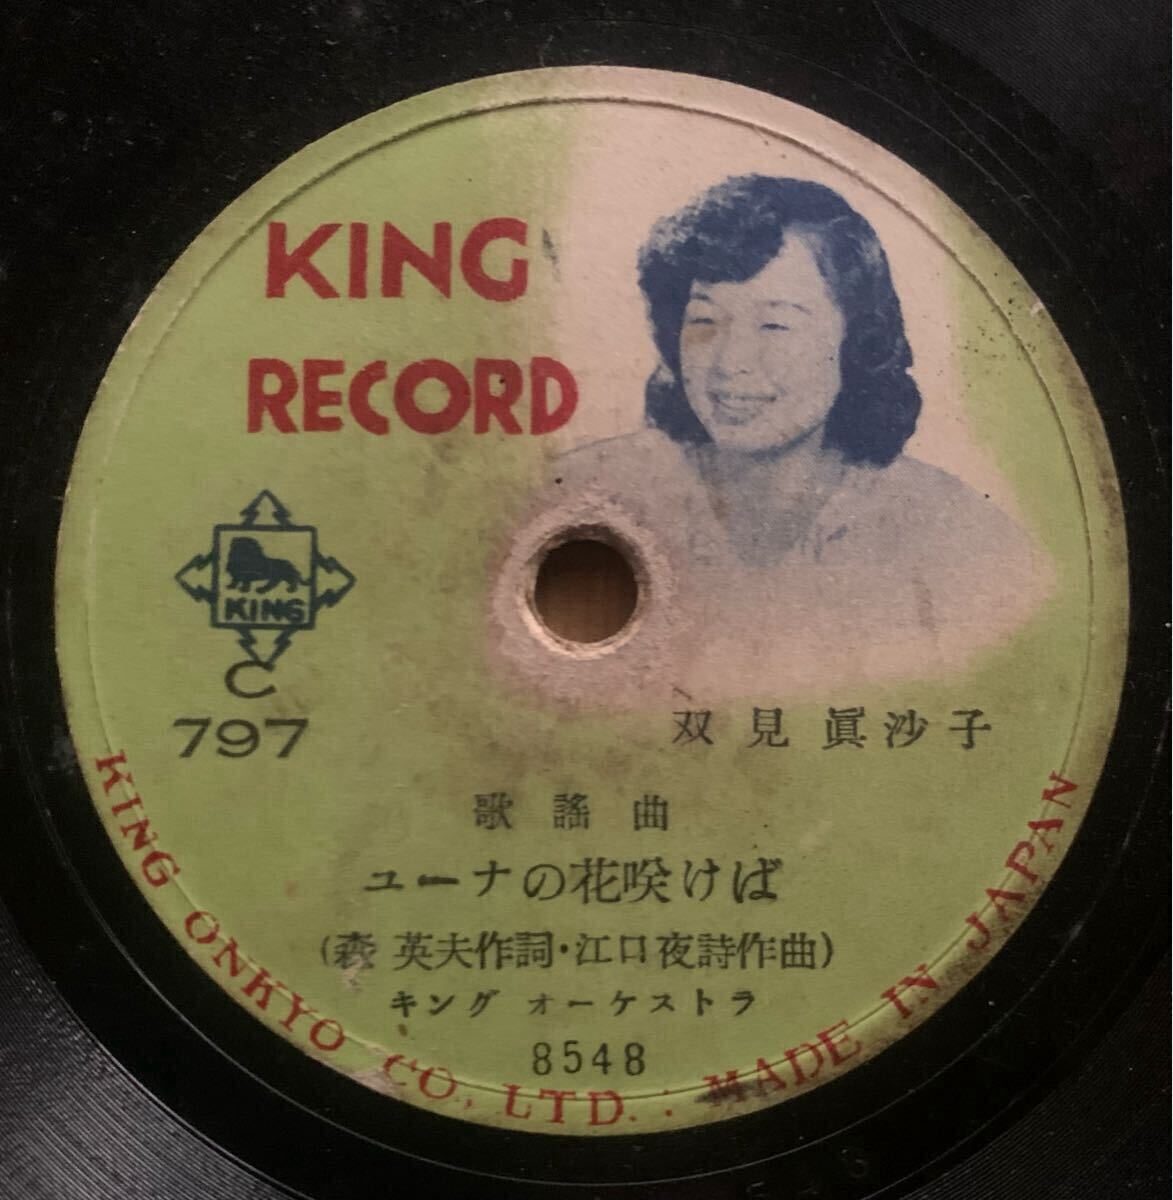 KING
RECORD
KING
C
797
双見眞沙子
歌謠曲
ユーナの花咲けば
(森 英夫作詞・江口夜詩作曲)
キング オーケストラ
8548
KING ONKYO CO., LTD. : MADE IN JAPAN